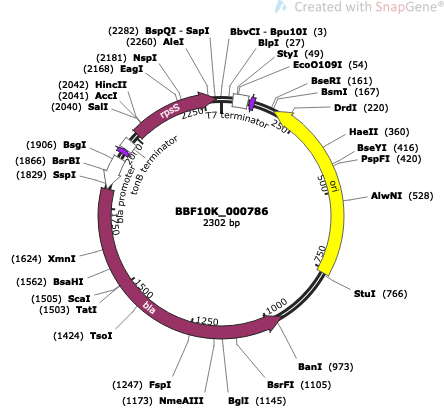 Created with SnapGene®
(2282) BspQI - SapI
(2260) AleI
(2181) NspI
(2168) EagI
(2042) HincII
(2041) AccI
(2040) SalI
(1906) BsgI
(1866) BsrBI
(1829) SspI
(1624) XmnI
(1562) BsaHI
(1505) ScaI
(1503) TatI
(1424) TsoI
(1247) FspI
(1173) NmeAIII
BglI (1145)
BsrFI (1105)
BanI (973)
StuI (766)
AlwNI (528)
PspFI (420)
BseYI (416)
HaeII (360)
DrdI (220)
BsmI (167)
BseRI (161)
EcoO109I (54)
StyI (49)
BlpI (27)
BbvCI - Bpu10I (3)
rpsS
T7 terminator
tonB terminator
bla promoter
ori
bla
250
500
750
1000
1250
1500
1750
2250
BBF10K_000786
2302 bp